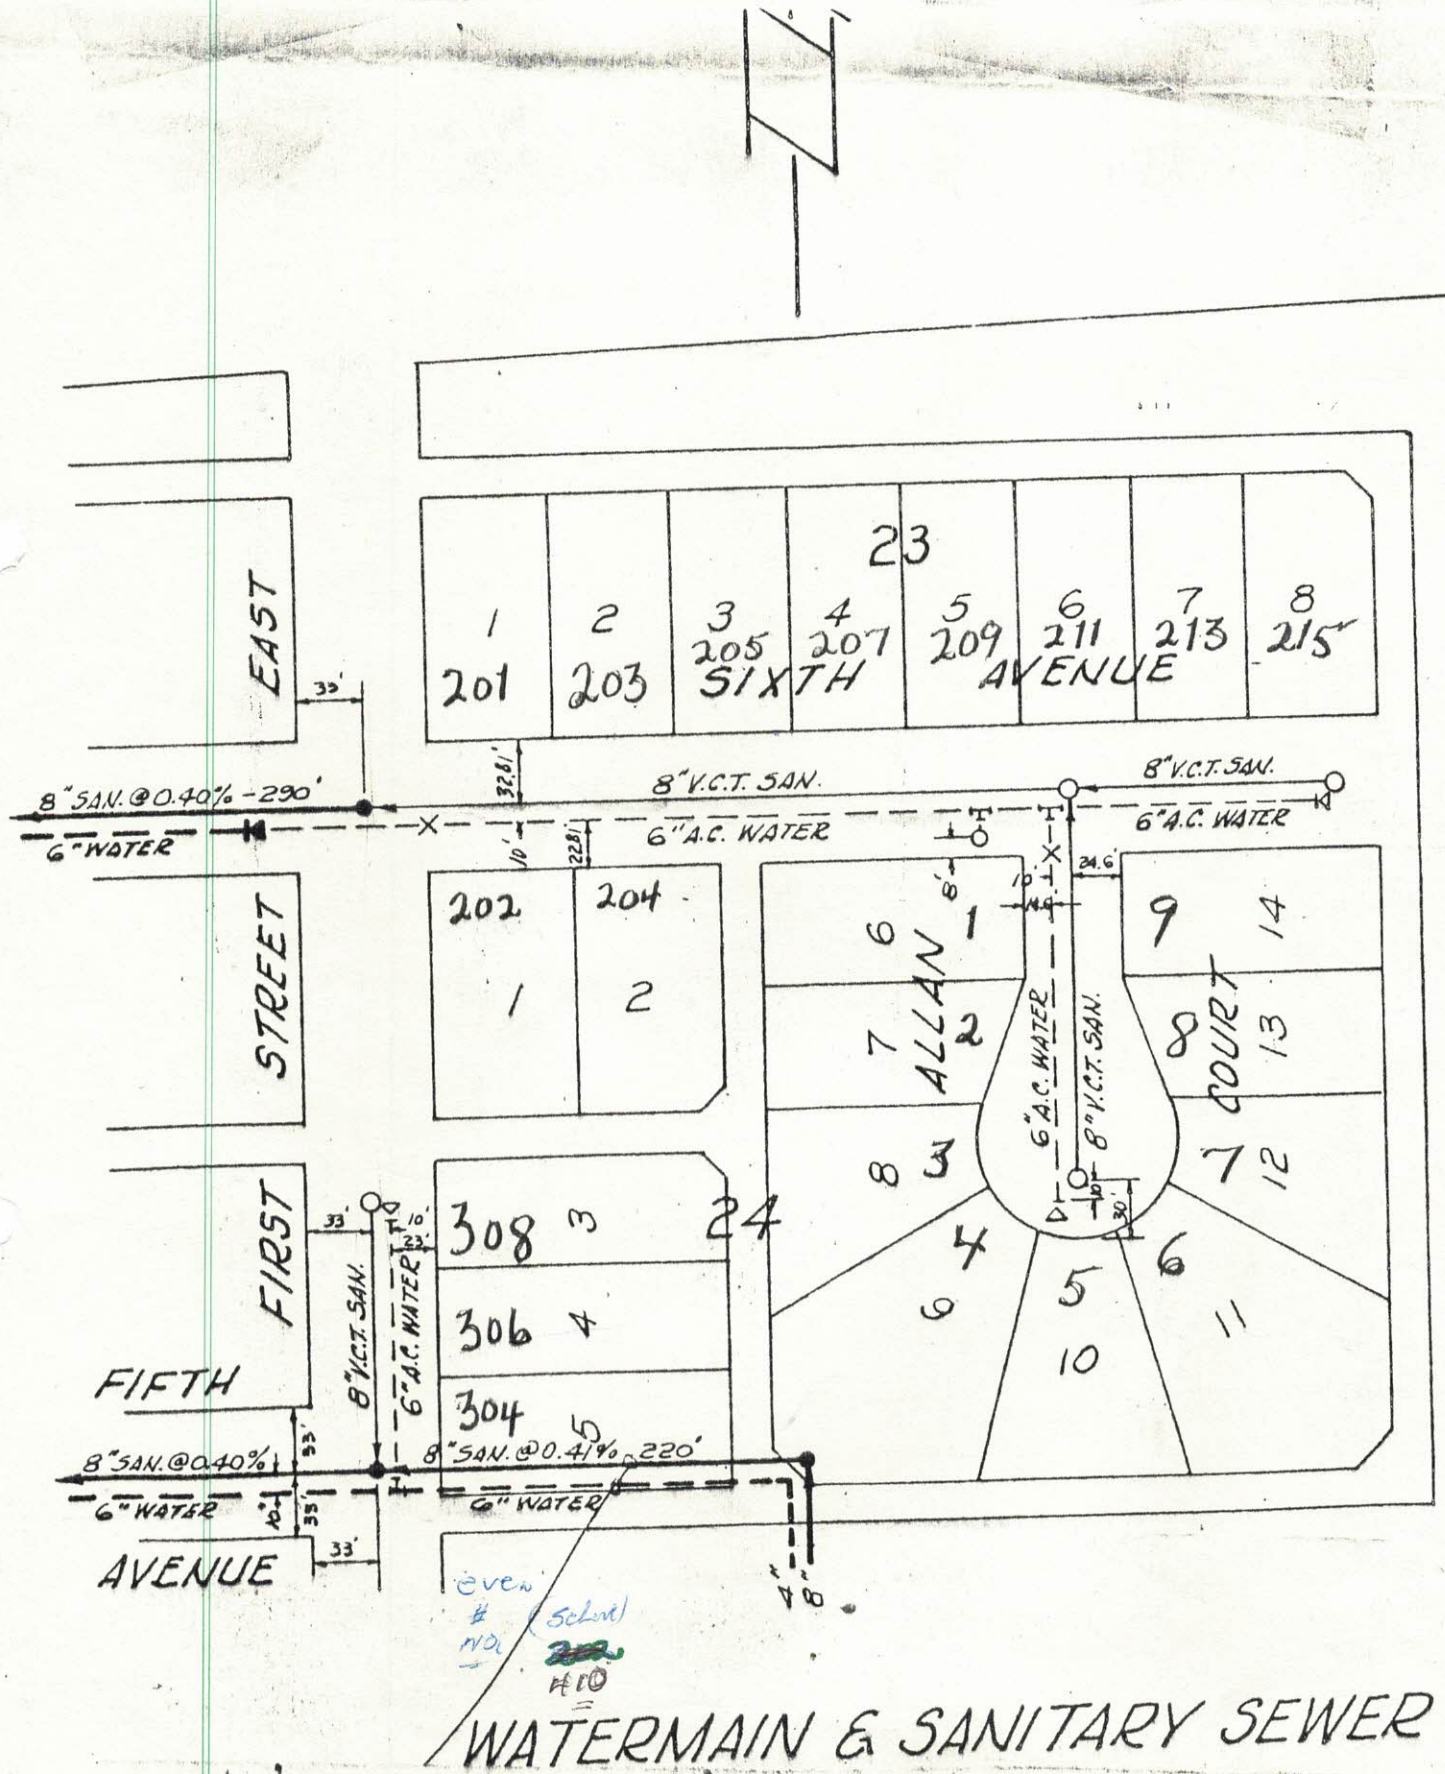 23
1 2 3 4 5 6 7 8
201 203 205 207 209 211 213 215
SIXTH AVENUE
EAST
33'
8" SAN. @ 0.40% - 290'
6" WATER
32.81'
8" V.C.T. SAN.
8" V.C.T. SAN.
10'
22.81'
6" A.C. WATER
6" A.C. WATER
8'
10'
14.6'
24.6'
202 204
1 2
STREET
6 1
7 2
8 3
ALLAN
6" A.C. WATER
8" V.C.T. SAN.
9 14
8 13
7 12
COURT
10'
30'
4
9
5
10
6
11
24
FIRST
33'
10'
23'
8" V.C.T. SAN.
6" A.C. WATER
308 3
306 4
304 5
FIFTH
33'
8" SAN. @ 0.40%
8" SAN. @ 0.41% 220'
6" WATER
6" WATER
10'
33'
33'
AVENUE
4"
8"
even
#
no.
(School)
#10
WATERMAIN & SANITARY SEWER